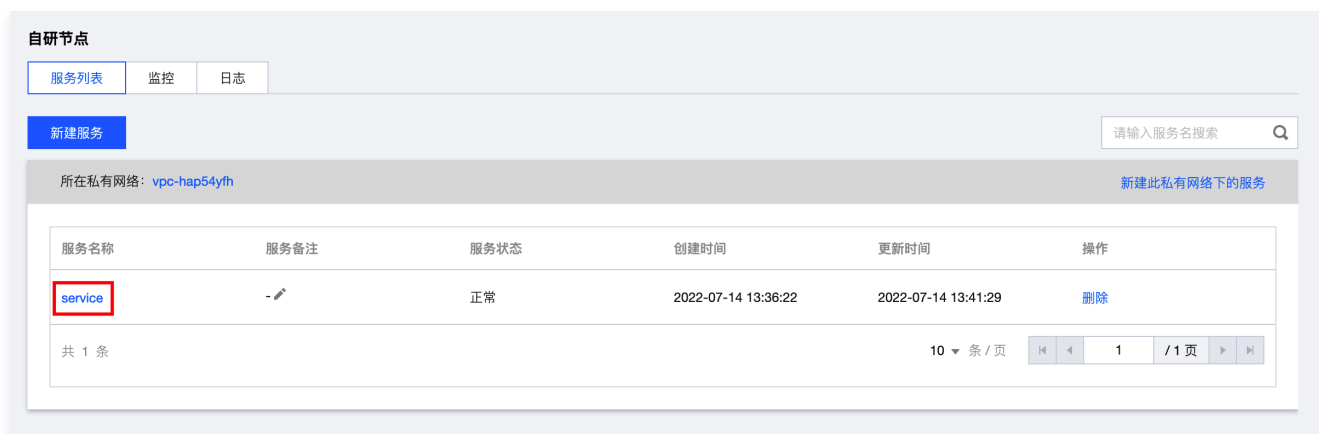 自研节点
服务列表 监控 日志
新建服务 请输入服务名搜索
所在私有网络：vpc-hap54yfh 新建此私有网络下的服务
服务名称 服务备注 服务状态 创建时间 更新时间 操作
service - 正常 2022-07-14 13:36:22 2022-07-14 13:41:29 删除
共 1 条 10 条 / 页 1 / 1 页